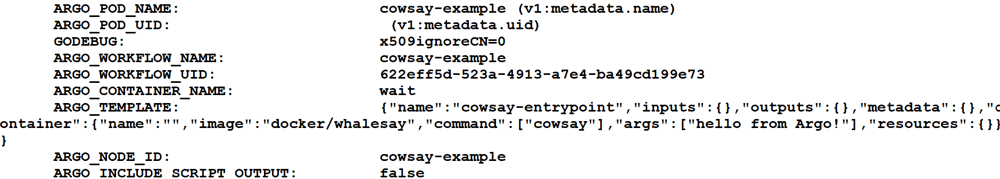 ARGO_POD_NAME: cowsay-example (v1:metadata.name)
ARGO_POD_UID: (v1:metadata.uid)
GODEBUG: x509ignoreCN=0
ARGO_WORKFLOW_NAME: cowsay-example
ARGO_WORKFLOW_UID: 622eff5d-523a-4913-a7e4-ba49cd199e73
ARGO_CONTAINER_NAME: wait
ARGO_TEMPLATE: {"name":"cowsay-entrypoint","inputs":{},"outputs":{},"metadata":{},"c
ontainer":{"name":"","image":"docker/whalesay","command":["cowsay"],"args":["hello from Argo!"],"resources":{}}
}
ARGO_NODE_ID: cowsay-example
ARGO_INCLUDE_SCRIPT_OUTPUT: false